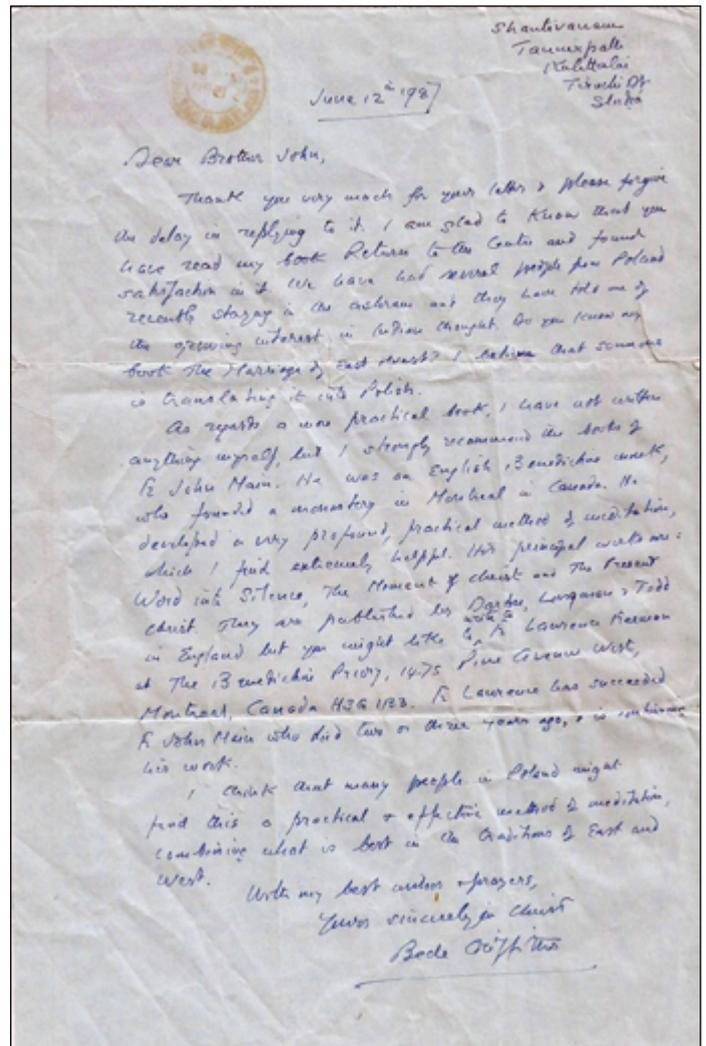 Shantivanam
Tannirpalli
Kulittalai
Tiruchi Dt
India
June 12th 1987
Dear Brother John,
Thank you very much for your letter & please forgive
the delay in replying to it. I am glad to know that you
have read my book Return to the Centre and found
satisfaction in it. We have had several people from Poland
recently staying in the ashram and they have told me of
the growing interest in Indian thought. Do you know my
book The Marriage of East & West? I believe that someone
is translating it into Polish.
As regards a more practical book, I have not written
anything myself, but I strongly recommend the books of
Fr John Main. He was an English Benedictine monk,
who founded a monastery in Montreal in Canada. He
developed a very profound, practical method of meditation,
which I find extremely helpful. His principal works are:
Word into Silence, The Moment of Christ and The Present
Christ. They are published by Darton, Longman & Todd
in England but you might like to write to Fr Laurence Freeman
at The Benedictine Priory, 1475 Pine Avenue West,
Montreal, Canada H3G 1B3. Fr Laurence has succeeded
Fr John Main who died two or three years ago, & is continuing
his work.
I think that many people in Poland might
find this a practical & effective method of meditation,
combining what is best in the traditions of East and
West.
With my best wishes & prayers,
Yours sincerely in Christ
Bede Griffiths